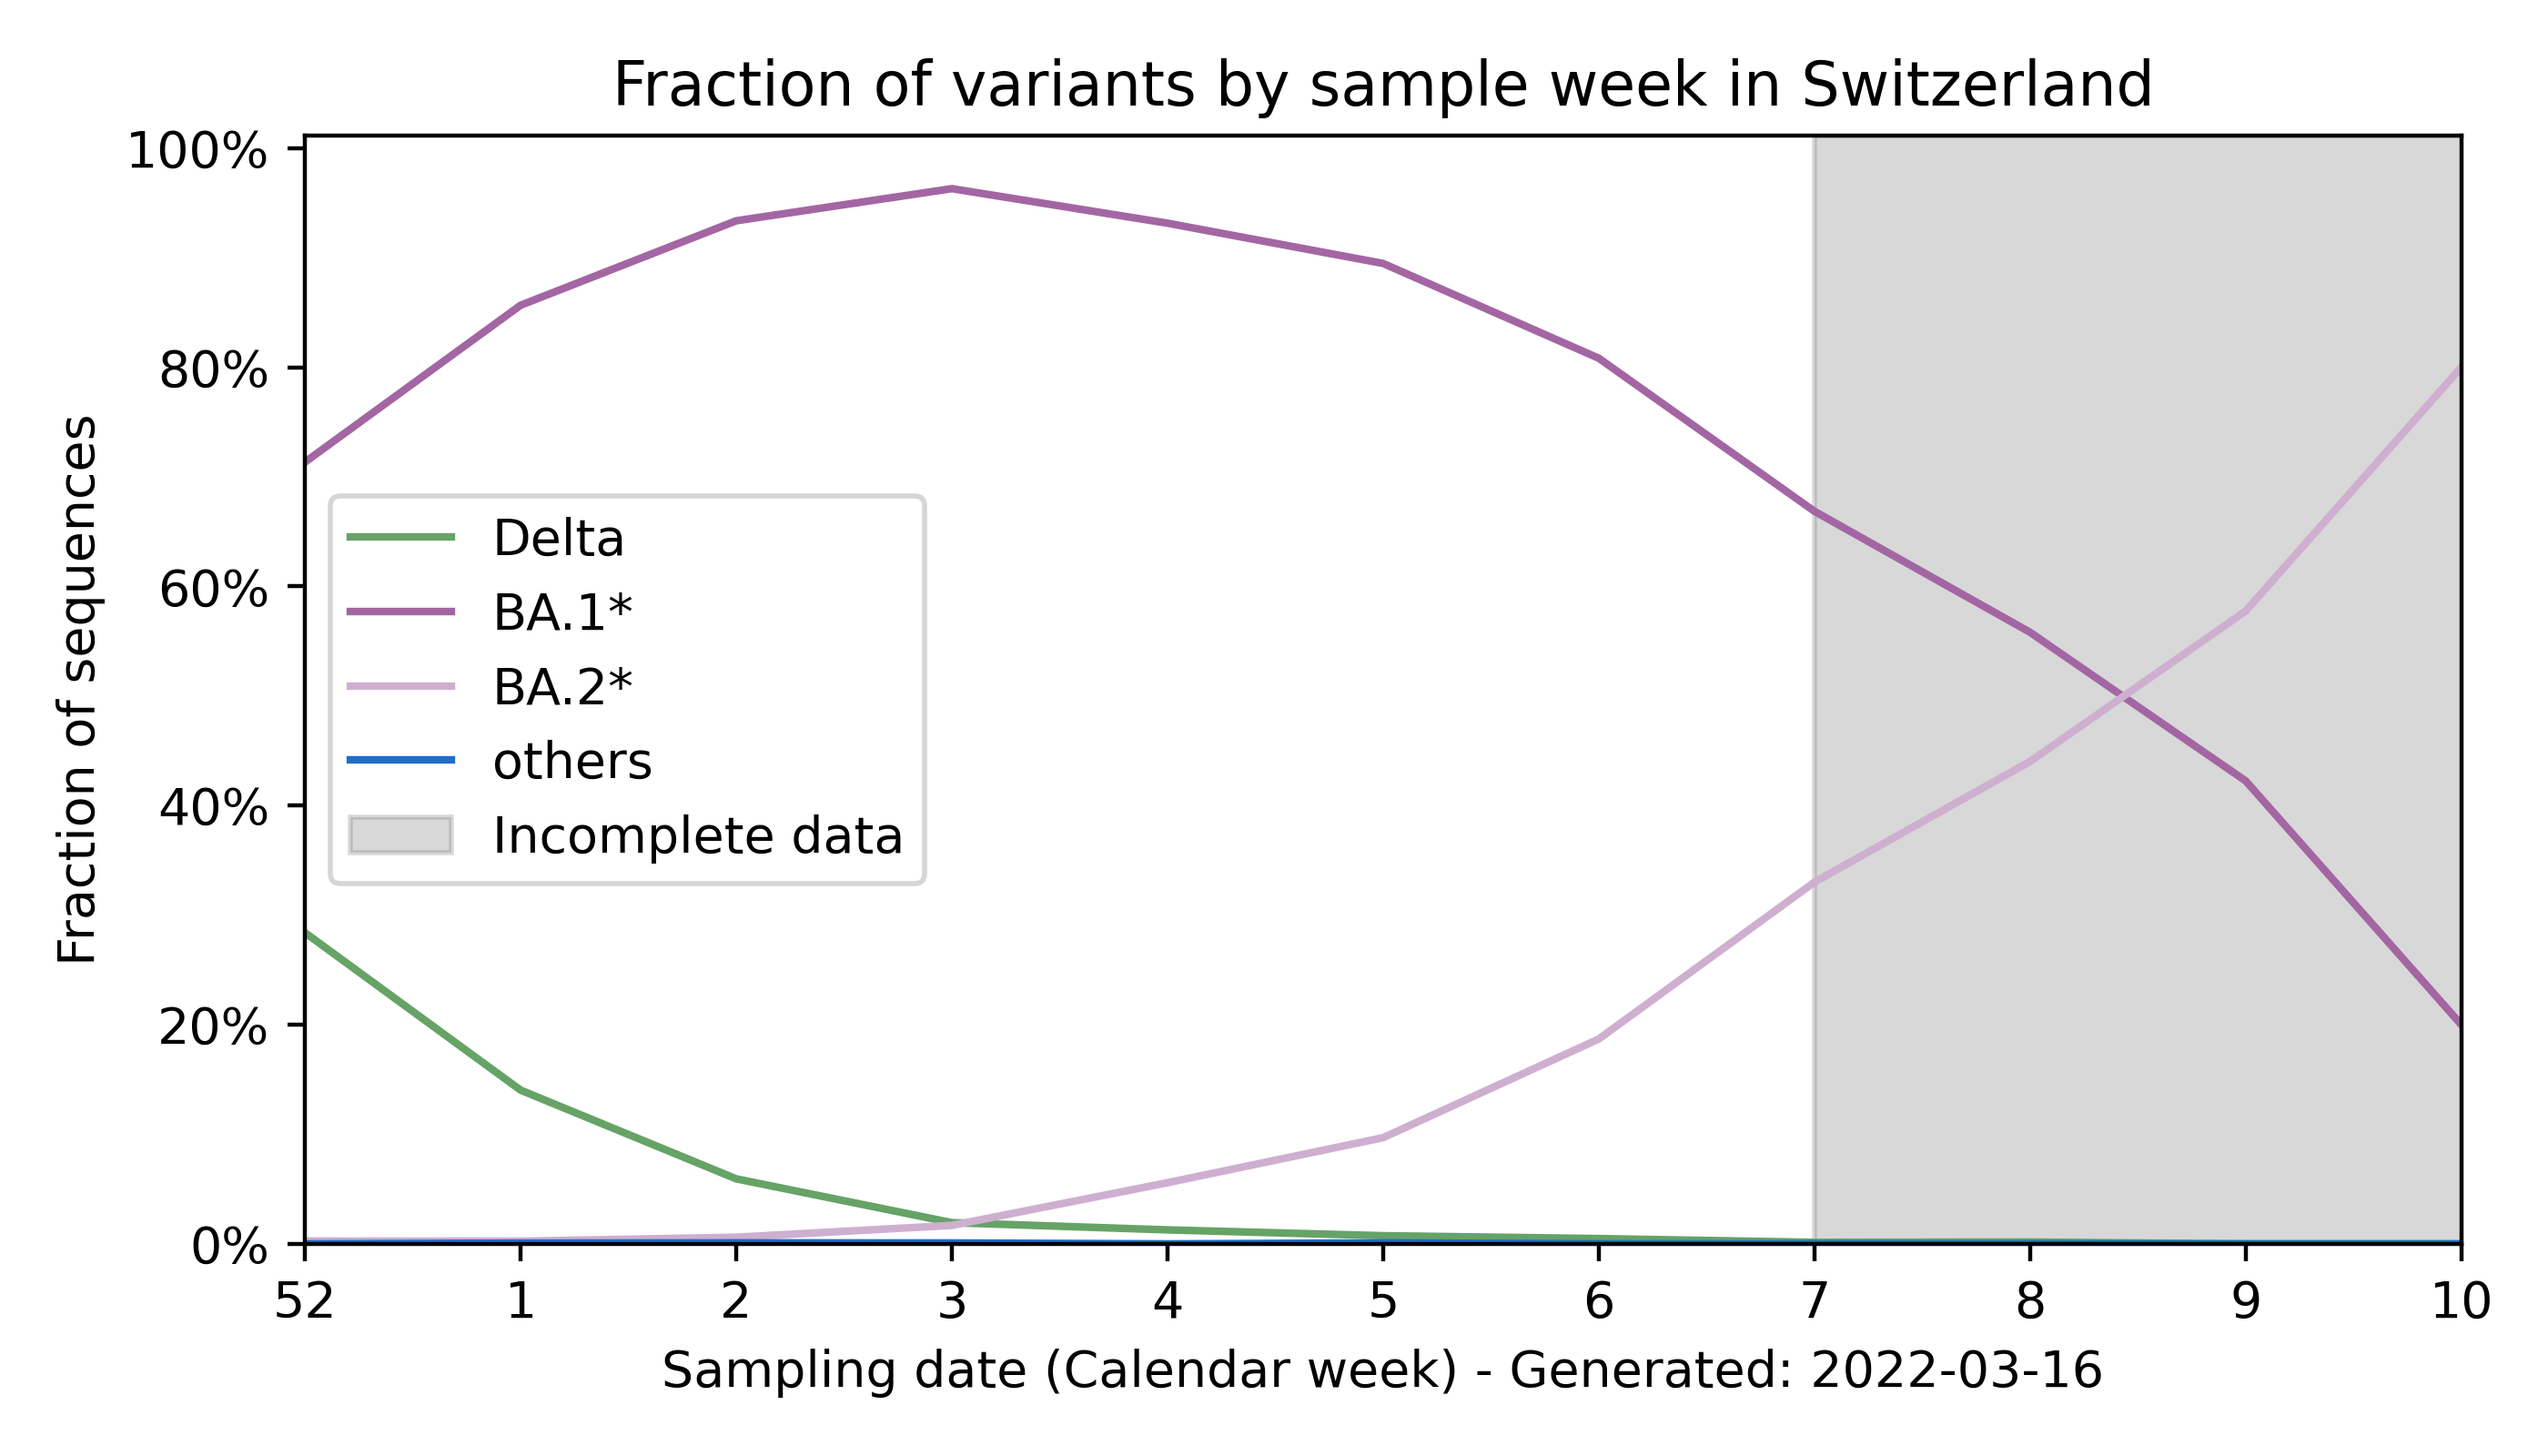 Fraction of variants by sample week in Switzerland
Fraction of sequences
100%
80%
60%
40%
20%
0%
Delta
BA.1*
BA.2*
others
Incomplete data
52 1 2 3 4 5 6 7 8 9 10
Sampling date (Calendar week) - Generated: 2022-03-16